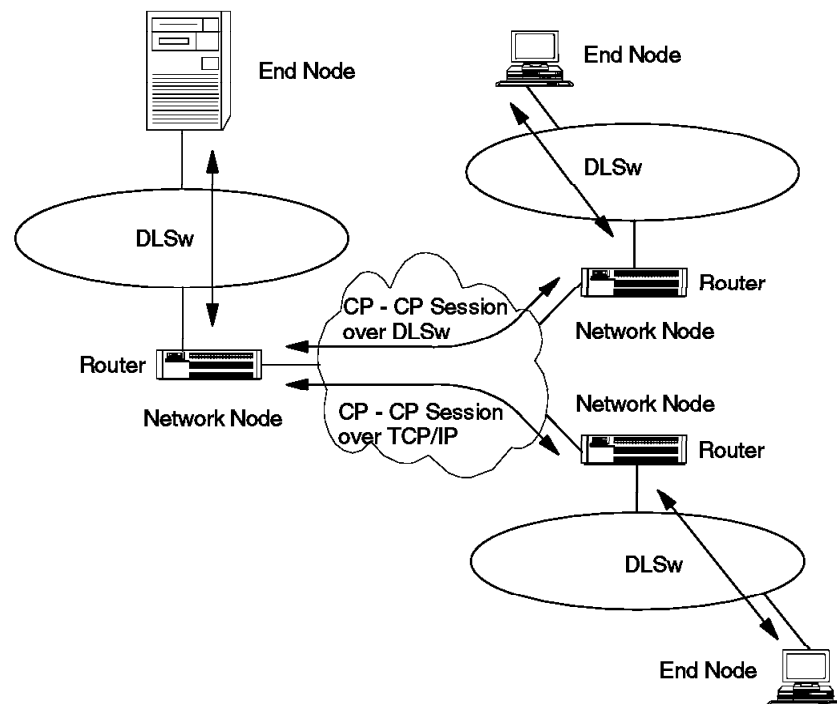 End Node
End Node
DLSw
DLSw
Router
Network Node
CP - CP Session
over DLSw
Router
Network Node
CP - CP Session
over TCP/IP
Network Node
Router
DLSw
End Node